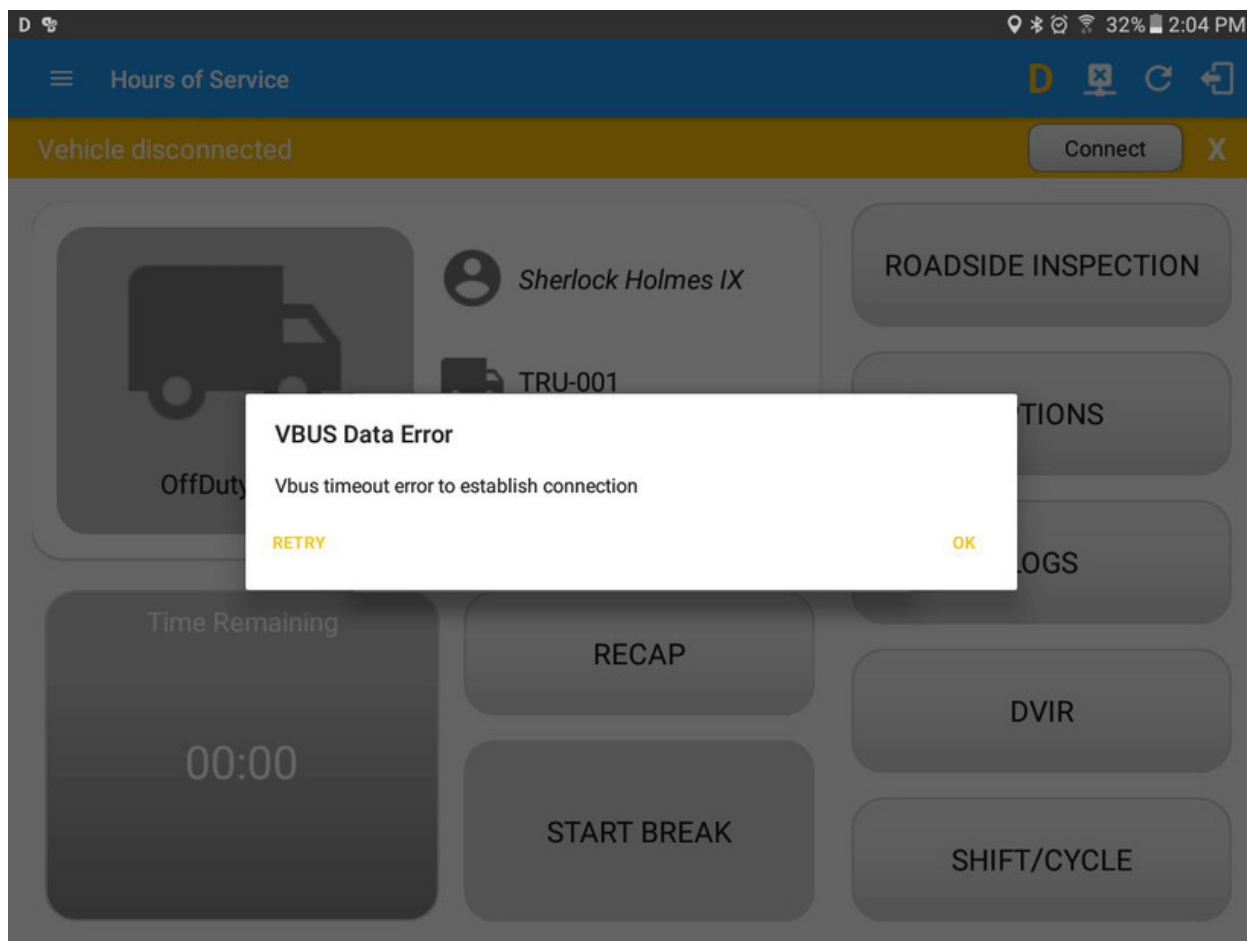 D 32% 2:04 PM
Hours of Service D
Vehicle disconnected Connect X
Sherlock Holmes IX
ROADSIDE INSPECTION
TRU-001
PTIONS
VBUS Data Error
Vbus timeout error to establish connection
OffDuty
RETRY OK
LOGS
Time Remaining
00:00
RECAP
START BREAK
DVIR
SHIFT/CYCLE